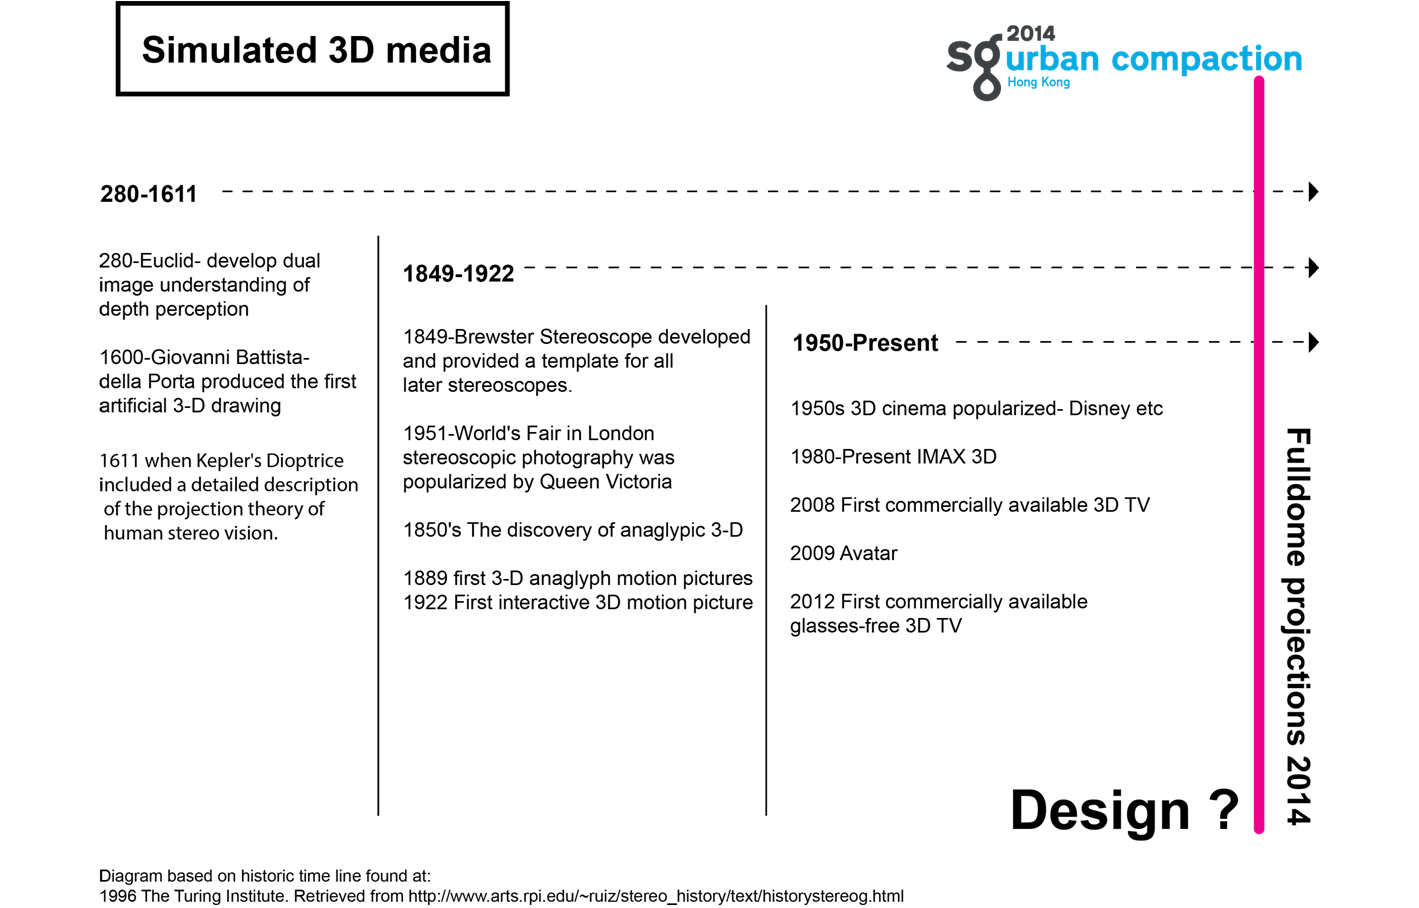 Simulated 3D media
2014
sg urban compaction
Hong Kong
280-1611
280-Euclid- develop dual
image understanding of
depth perception
1600-Giovanni Battista-
della Porta produced the first
artificial 3-D drawing
1611 when Kepler's Dioptrice
included a detailed description
of the projection theory of
human stereo vision.
1849-1922
1849-Brewster Stereoscope developed
and provided a template for all
later stereoscopes.
1951-World's Fair in London
stereoscopic photography was
popularized by Queen Victoria
1850's The discovery of anaglypic 3-D
1889 first 3-D anaglyph motion pictures
1922 First interactive 3D motion picture
1950-Present
1950s 3D cinema popularized- Disney etc
1980-Present IMAX 3D
2008 First commercially available 3D TV
2009 Avatar
2012 First commercially available
glasses-free 3D TV
Fulldome projections 2014
Design ?
Diagram based on historic time line found at:
1996 The Turing Institute. Retrieved from http://www.arts.rpi.edu/~ruiz/stereo_history/text/historystereog.html